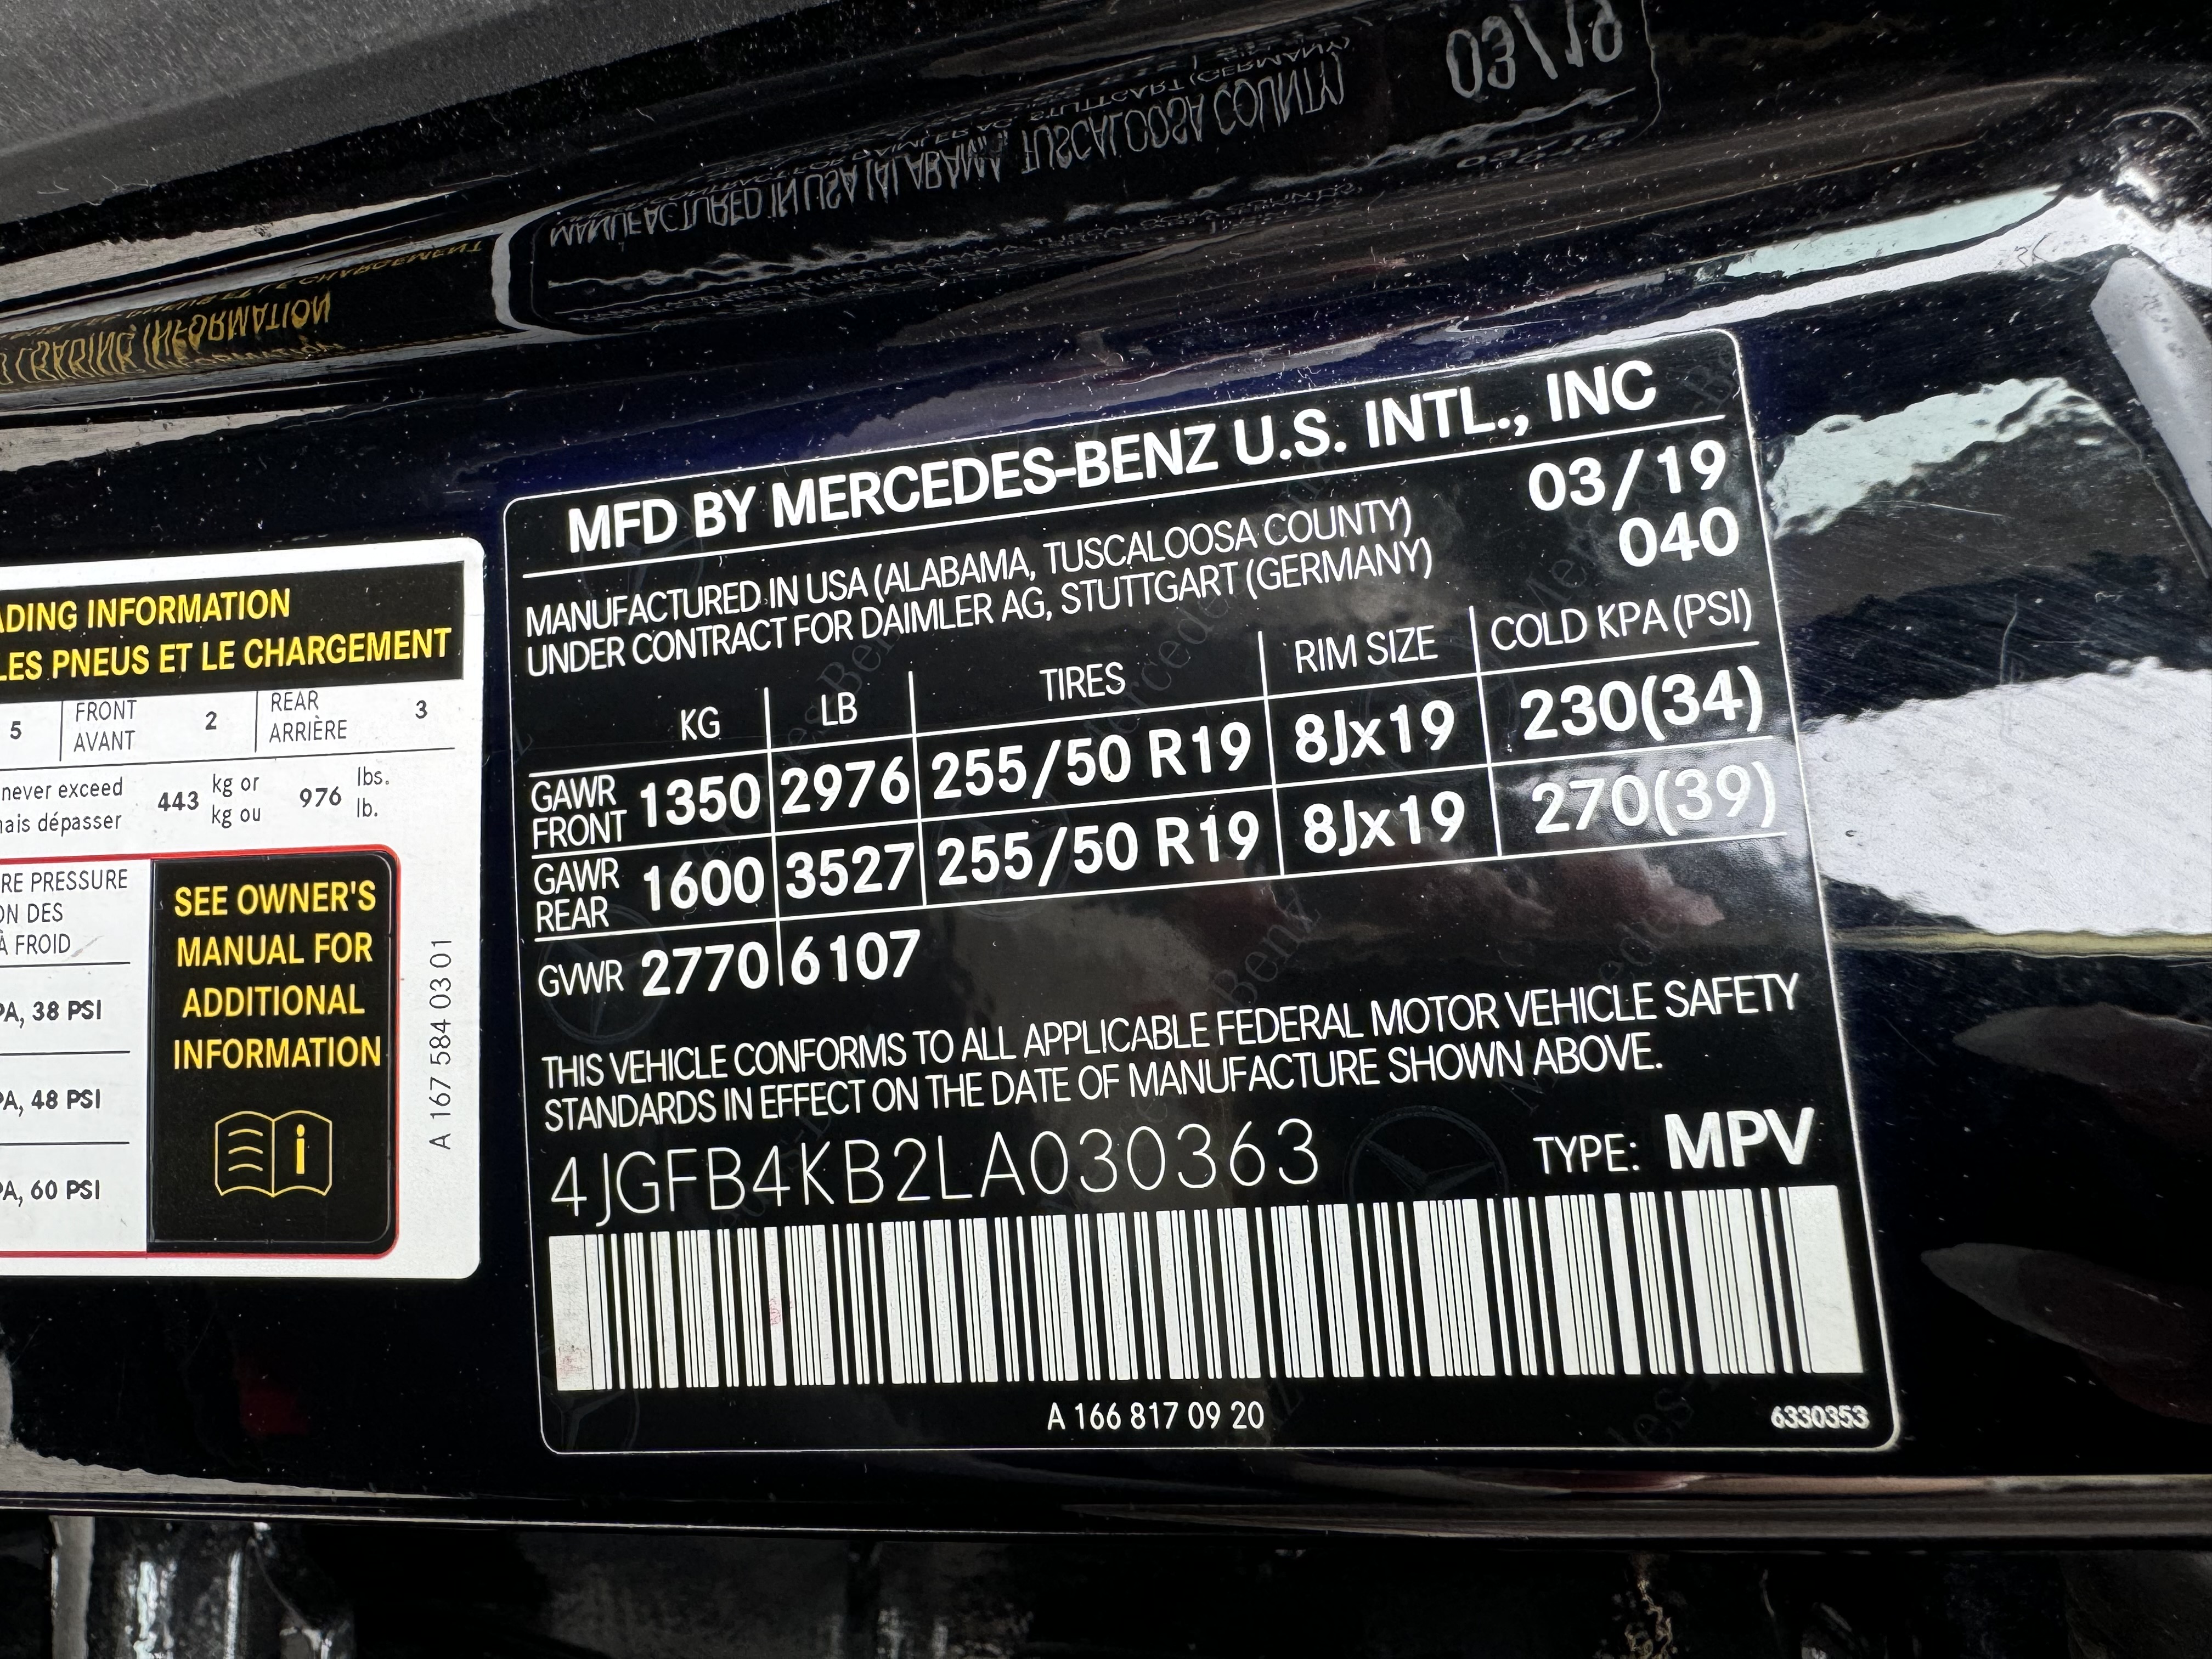 MFD BY MERCEDES-BENZ U.S. INTL., INC
MANUFACTURED IN USA (ALABAMA, TUSCALOOSA COUNTY) 03/19
UNDER CONTRACT FOR DAIMLER AG, STUTTGART (GERMANY) 040
KG LB TIRES RIM SIZE COLD KPA (PSI)
GAWR FRONT 1350 2976 255/50 R19 8Jx19 230(34)
GAWR REAR 1600 3527 255/50 R19 8Jx19 270(39)
GVWR 2770 6107
THIS VEHICLE CONFORMS TO ALL APPLICABLE FEDERAL MOTOR VEHICLE SAFETY
STANDARDS IN EFFECT ON THE DATE OF MANUFACTURE SHOWN ABOVE.
4JGFB4KB2LA030363 TYPE: MPV
A 166 817 09 20 6330353
ADING INFORMATION
LES PNEUS ET LE CHARGEMENT
5 FRONT 2 REAR 3
AVANT ARRIÈRE
never exceed 443 kg or 976 lbs.
mais dépasser kg ou lb.
RE PRESSURE
ON DES
À FROID
PA, 38 PSI
PA, 48 PSI
PA, 60 PSI
SEE OWNER'S
MANUAL FOR
ADDITIONAL
INFORMATION
A 167 584 03 01